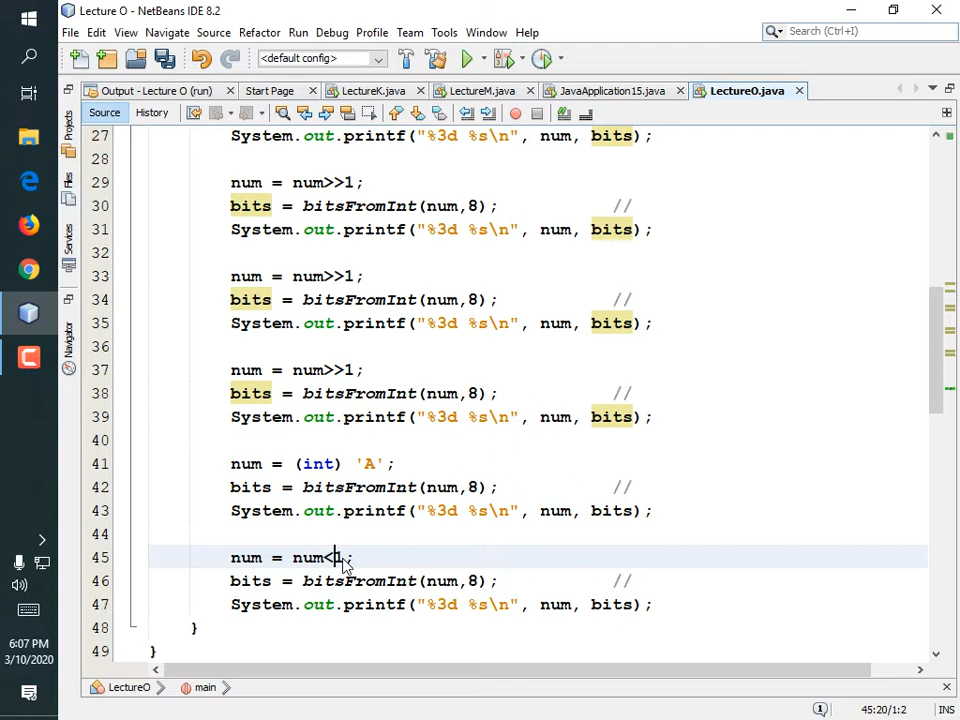 Lecture O - NetBeans IDE 8.2
File Edit View Navigate Source Refactor Run Debug Profile Team Tools Window Help
Search (Ctrl+I)
<default config>
Output - Lecture O (run) Start Page LectureK.java LectureM.java JavaApplication15.java LectureO.java
Source History
Projects
Files
Services
Navigator
27 System.out.printf("%3d %s\n", num, bits);
28
29 num = num>>1;
30 bits = bitsFromInt(num,8); //
31 System.out.printf("%3d %s\n", num, bits);
32
33 num = num>>1;
34 bits = bitsFromInt(num,8); //
35 System.out.printf("%3d %s\n", num, bits);
36
37 num = num>>1;
38 bits = bitsFromInt(num,8); //
39 System.out.printf("%3d %s\n", num, bits);
40
41 num = (int) 'A';
42 bits = bitsFromInt(num,8); //
43 System.out.printf("%3d %s\n", num, bits);
44
45 num = num<1;
46 bits = bitsFromInt(num,8); //
47 System.out.printf("%3d %s\n", num, bits);
48 }
49 }
LectureO main
45:20/1:2 INS
6:07 PM
3/10/2020